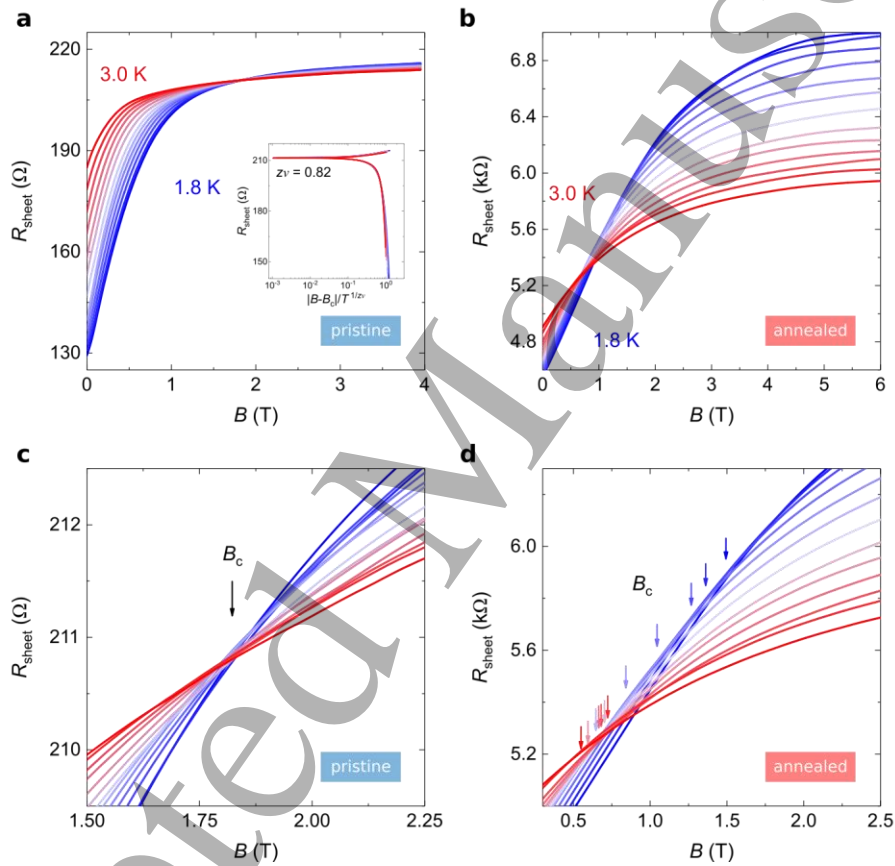 a
220
190
160
130
R_sheet (Ω)
3.0 K
1.8 K
0 1 2 3 4
B (T)
pristine
210
180
150
R_sheet (Ω)
zν = 0.82
10⁻³ 10⁻² 10⁻¹ 10⁰
|B-B_c|/T^{1/zν}
b
6.8
6.4
6.0
5.6
5.2
4.8
R_sheet (kΩ)
3.0 K
1.8 K
0 1 2 3 4 5 6
B (T)
annealed
c
212
211
210
R_sheet (Ω)
B_c
1.50 1.75 2.00 2.25
B (T)
pristine
d
6.0
5.6
5.2
R_sheet (kΩ)
B_c
0.5 1.0 1.5 2.0 2.5
B (T)
annealed
ted Manus